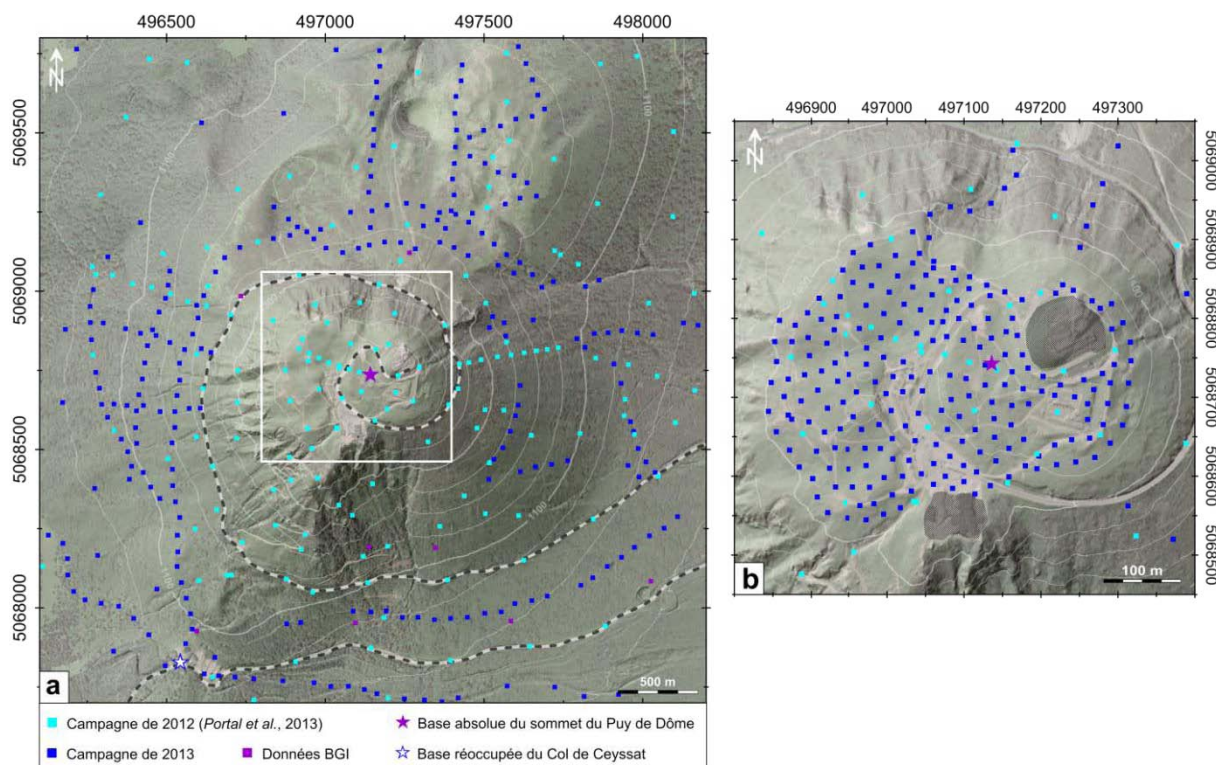 496500 497000 497500 498000
N
5069500
5069000
5068500
5068000
1100
1100
1100
a
500 m
496900 497000 497100 497200 497300
N
5069000
5068900
5068800
5068700
5068600
5068500
b
100 m
Campagne de 2012 (Portal et al., 2013)
Base absolue du sommet du Puy de Dôme
Campagne de 2013
Données BGI
Base réoccupée du Col de Ceyssat